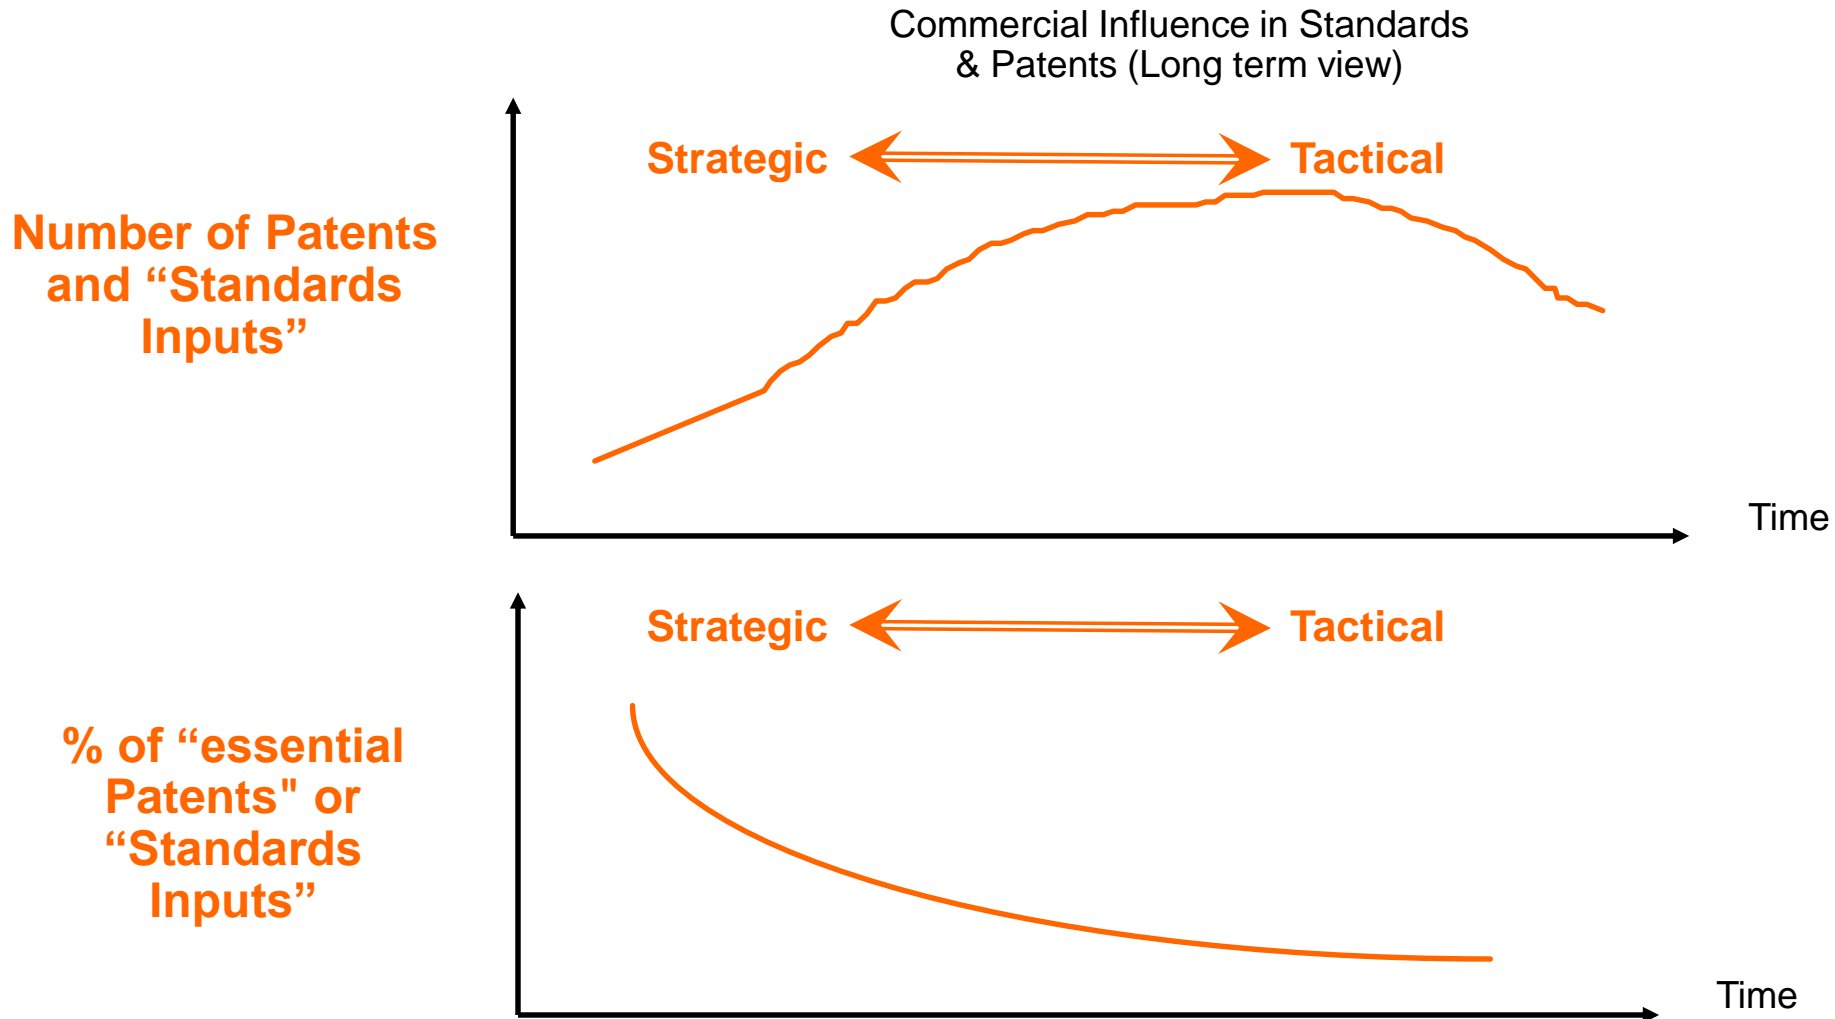 Commercial Influence in Standards
& Patents (Long term view)
Strategic
Tactical
Number of Patents
and “Standards
Inputs”
Time
Strategic
Tactical
% of “essential
Patents" or
“Standards
Inputs”
Time